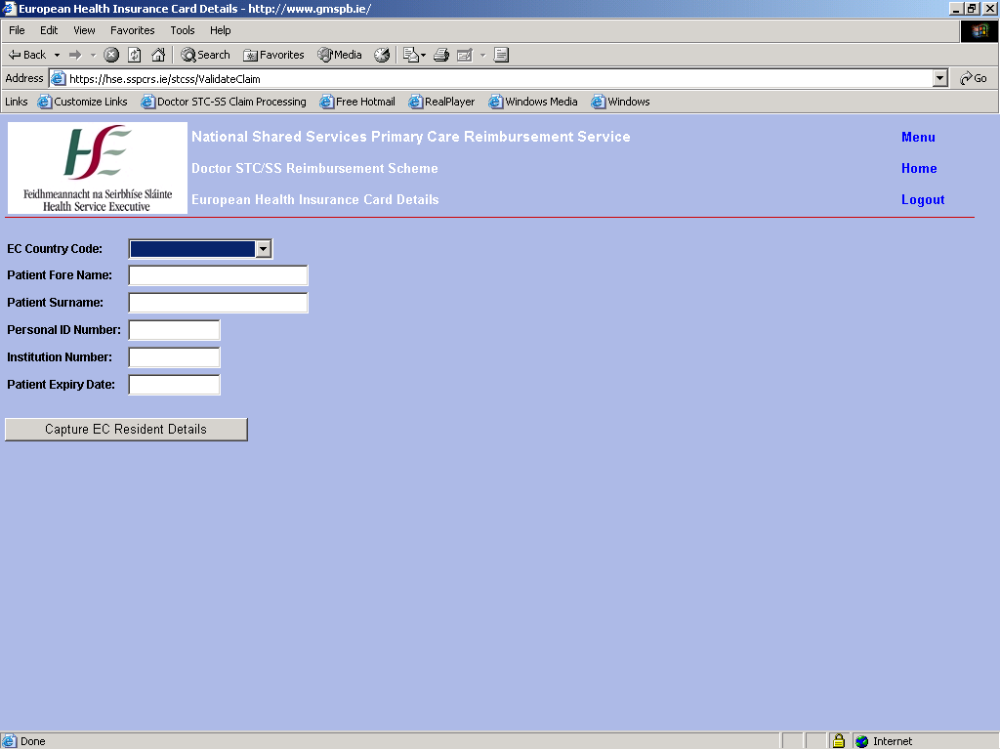 European Health Insurance Card Details - http://www.gmspb.ie/
File Edit View Favorites Tools Help
Back Search Favorites Media
Address https://hse.sspcrs.ie/stcss/ValidateClaim Go
Links Customize Links Doctor STC-SS Claim Processing Free Hotmail RealPlayer Windows Media Windows
HSE
Feidhmeannacht na Seirbhíse Sláinte
Health Service Executive
National Shared Services Primary Care Reimbursement Service
Doctor STC/SS Reimbursement Scheme
European Health Insurance Card Details
Menu
Home
Logout
EC Country Code:
Patient Fore Name:
Patient Surname:
Personal ID Number:
Institution Number:
Patient Expiry Date:
Capture EC Resident Details
Done Internet